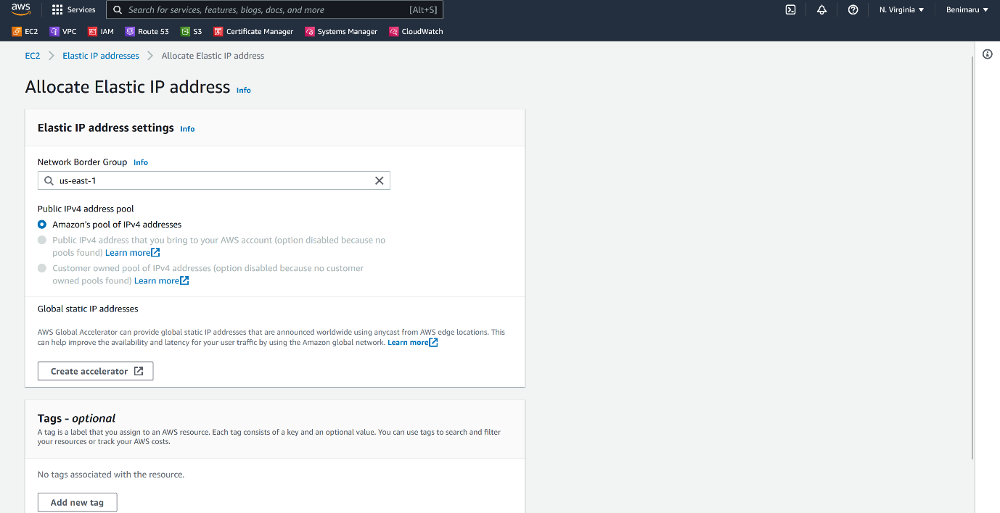 aws
Services
Search for services, features, blogs, docs, and more [Alt+S]
N. Virginia
Benimaru
EC2 VPC IAM Route 53 S3 Certificate Manager Systems Manager CloudWatch
EC2 > Elastic IP addresses > Allocate Elastic IP address
Allocate Elastic IP address Info
Elastic IP address settings Info
Network Border Group Info
us-east-1
Public IPv4 address pool
Amazon's pool of IPv4 addresses
Public IPv4 address that you bring to your AWS account (option disabled because no
pools found) Learn more
Customer owned pool of IPv4 addresses (option disabled because no customer
owned pools found) Learn more
Global static IP addresses
AWS Global Accelerator can provide global static IP addresses that are announced worldwide using anycast from AWS edge locations. This
can help improve the availability and latency for your user traffic by using the Amazon global network. Learn more
Create accelerator
Tags - optional
A tag is a label that you assign to an AWS resource. Each tag consists of a key and an optional value. You can use tags to search and filter
your resources or track your AWS costs.
No tags associated with the resource.
Add new tag